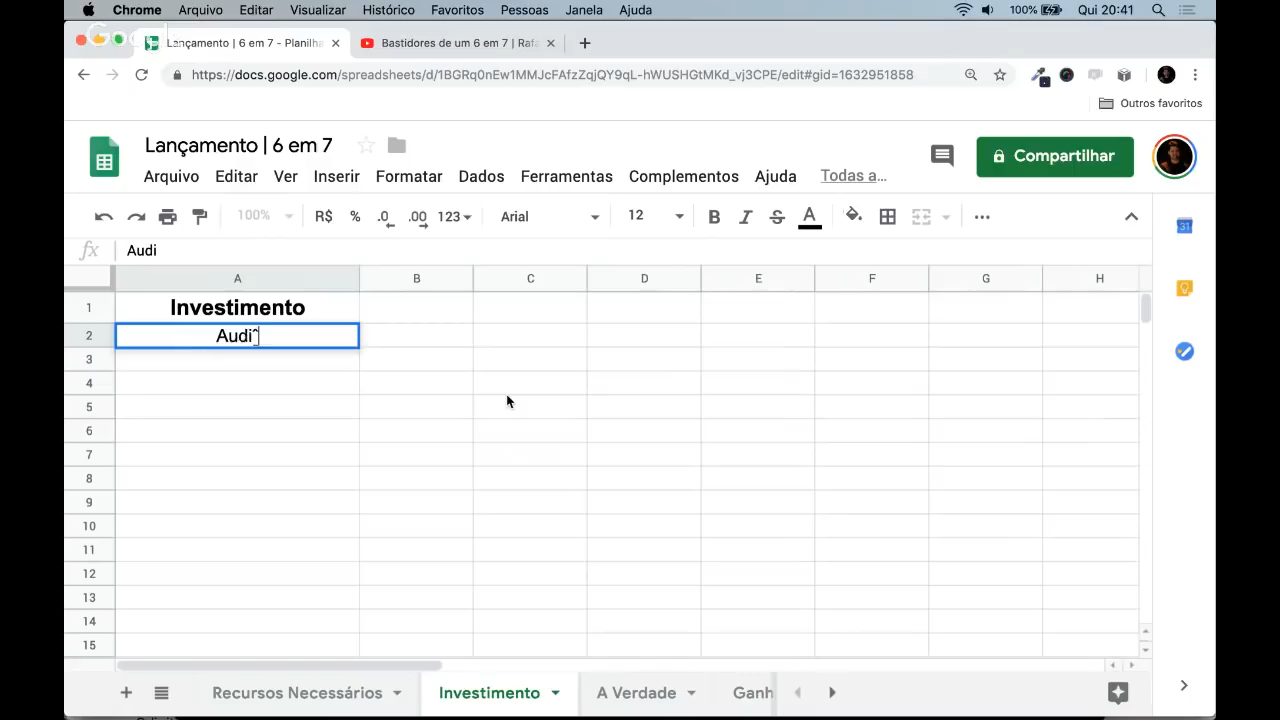 Chrome Arquivo Editar Visualizar Histórico Favoritos Pessoas Janela Ajuda 100% Qui 20:41
Lançamento | 6 em 7 - Planilha Bastidores de um 6 em 7 | Rafa
https://docs.google.com/spreadsheets/d/1BGRq0nEw1MMJcFAfzZqjQY9qL-hWUSHGtMKd_vj3CPE/edit#gid=1632951858
Outros favoritos
Lançamento | 6 em 7
Compartilhar
Arquivo Editar Ver Inserir Formatar Dados Ferramentas Complementos Ajuda Todas a...
100% R$ % .0 .00 123 Arial 12 B I S A
fx Audi
31
A B C D E F G H
1 Investimento
2 Audiˆ
3
4
5
6
7
8
9
10
11
12
13
14
15
Recursos Necessários Investimento A Verdade Ganh